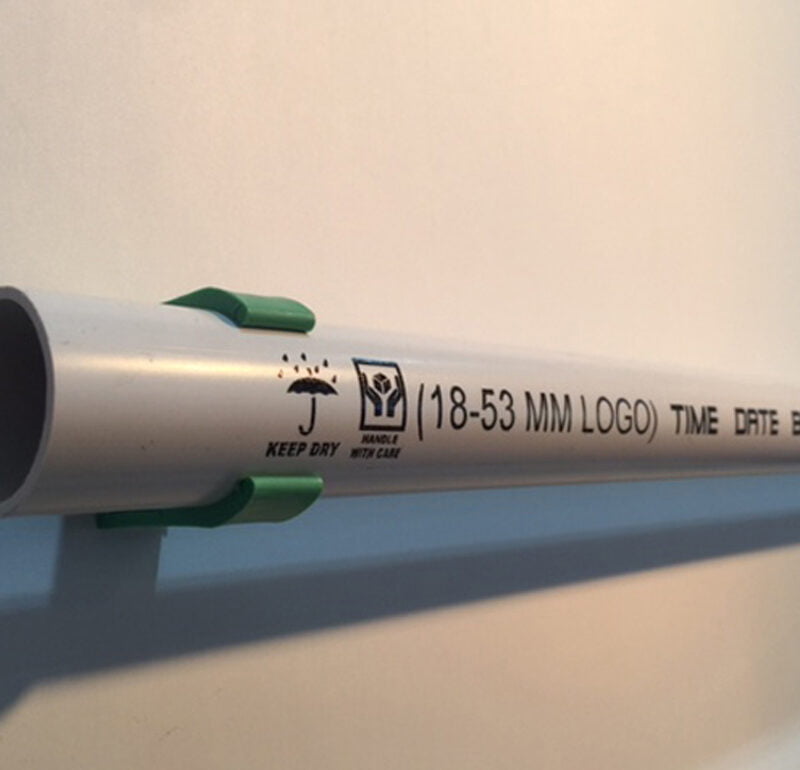 KEEP DRY
HANDLE
WITH CARE
(18-53 MM LOGO) TIME DATE